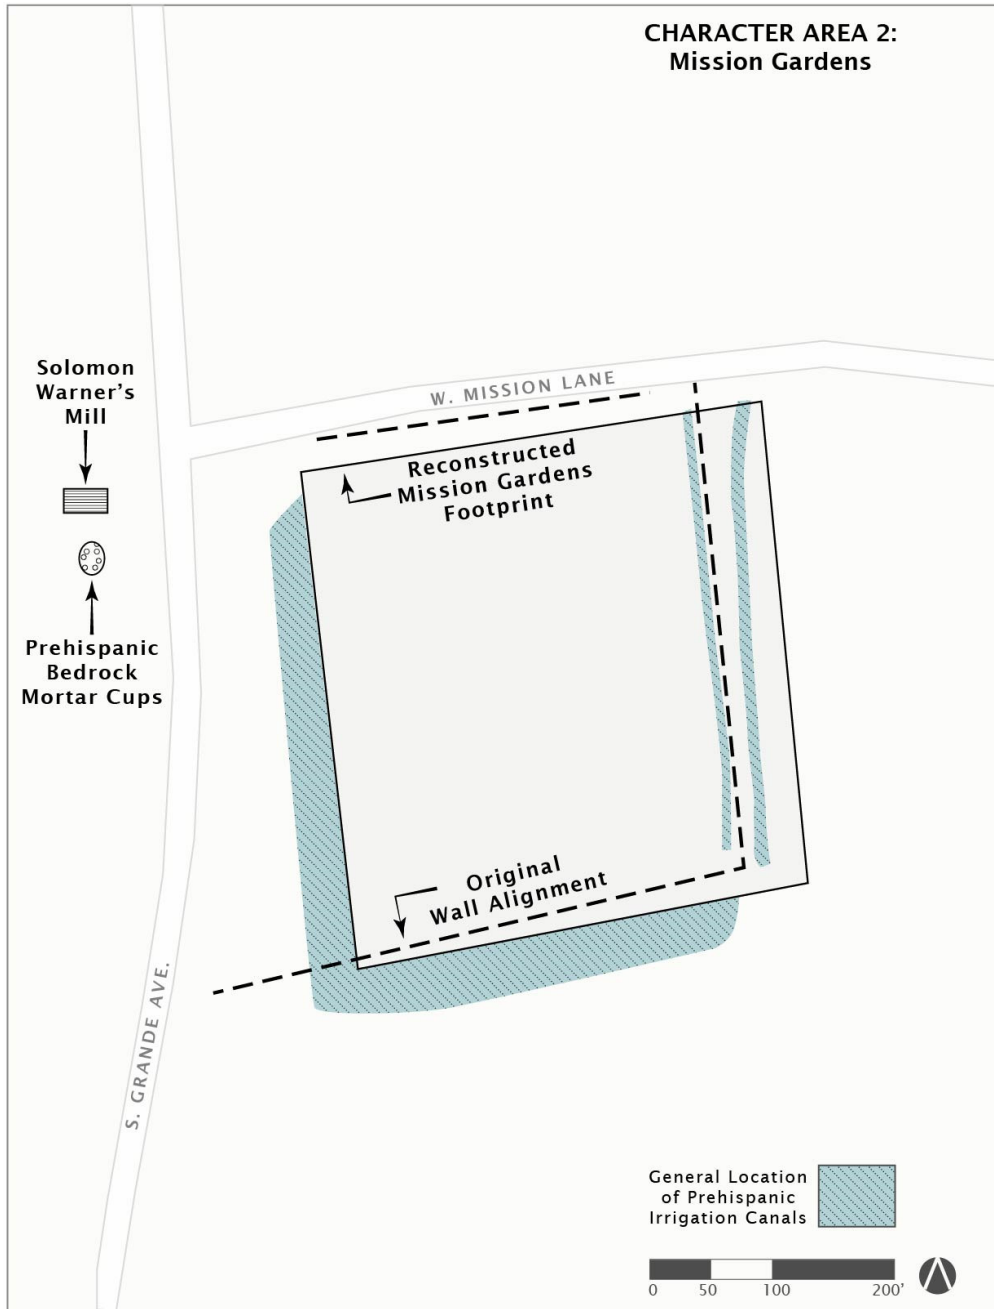 CHARACTER AREA 2:
Mission Gardens
Solomon
Warner's
Mill
W. MISSION LANE
Reconstructed
Mission Gardens
Footprint
Prehispanic
Bedrock
Mortar Cups
Original
Wall Alignment
S. GRANDE AVE.
General Location
of Prehispanic
Irrigation Canals
0 50 100 200'